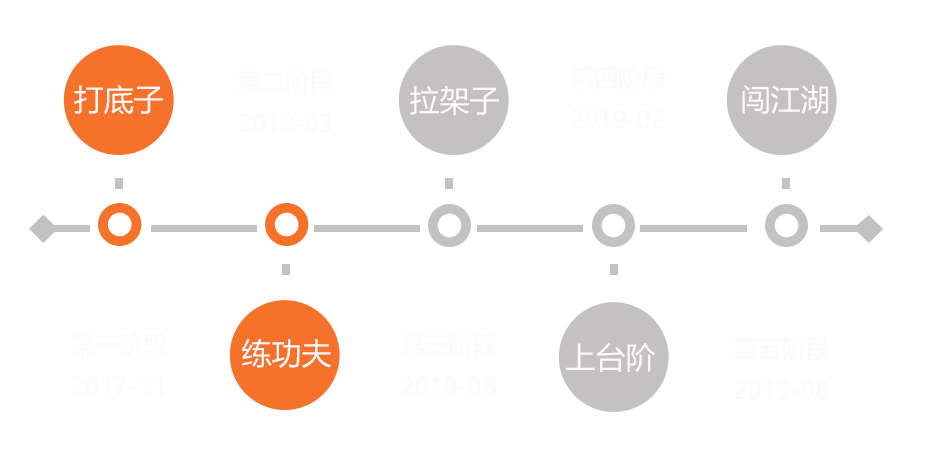 打底子
第二阶段
2018-03
拉架子
第四阶段
2019-02
闯江湖
第一阶段
2017-11
练功夫
第三阶段
2018-08
上台阶
第五阶段
2019-08